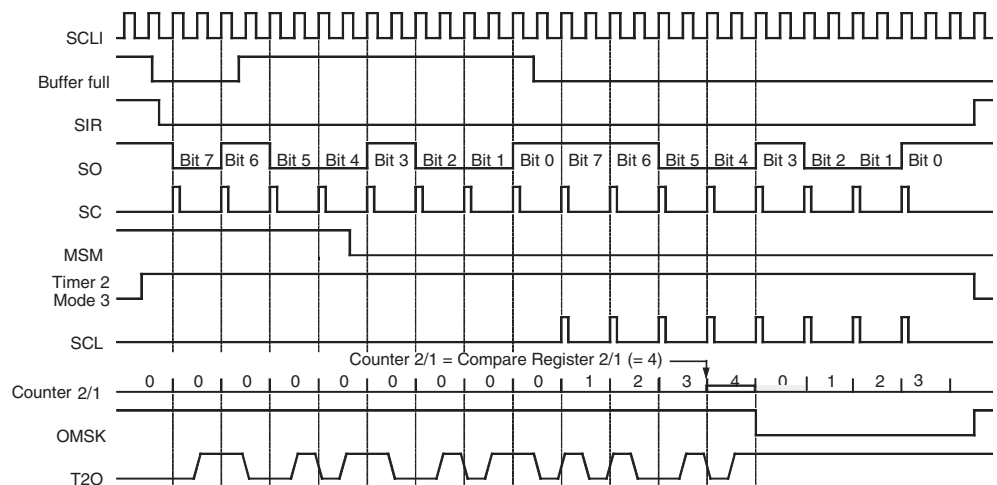 SCLI
Buffer full
SIR
SO
Bit 7 Bit 6 Bit 5 Bit 4 Bit 3 Bit 2 Bit 1 Bit 0 Bit 7 Bit 6 Bit 5 Bit 4 Bit 3 Bit 2 Bit 1 Bit 0
SC
MSM
Timer 2
Mode 3
SCL
Counter 2/1 = Compare Register 2/1 (= 4)
Counter 2/1
0 0 0 0 0 0 0 0 0 1 2 3 4 0 1 2 3
OMSK
T2O